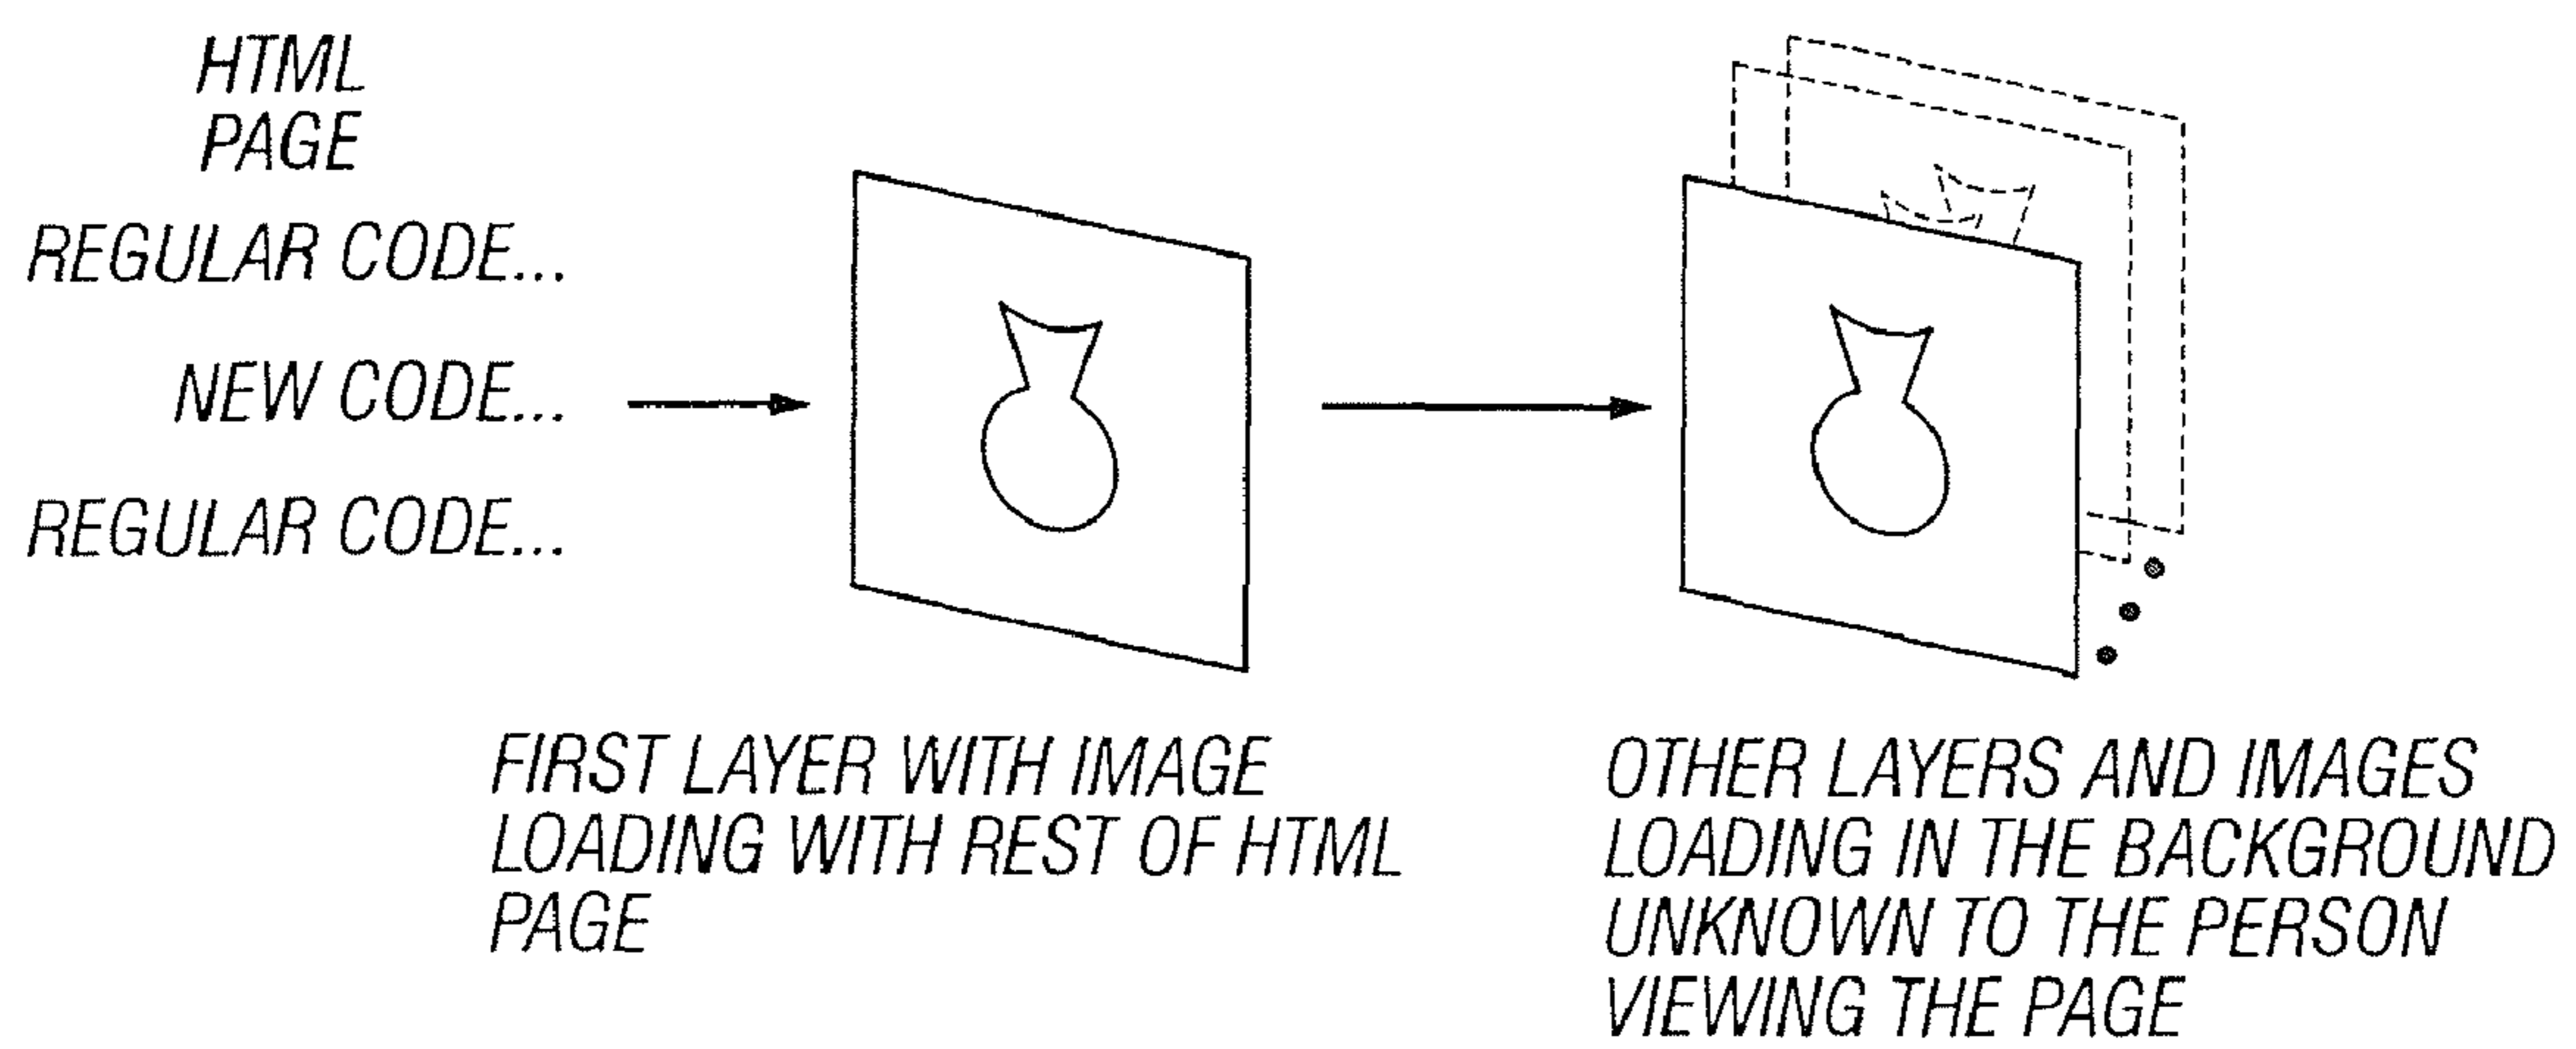 HTML
PAGE
REGULAR CODE...
NEW CODE...
REGULAR CODE...
FIRST LAYER WITH IMAGE
LOADING WITH REST OF HTML
PAGE
OTHER LAYERS AND IMAGES
LOADING IN THE BACKGROUND
UNKNOWN TO THE PERSON
VIEWING THE PAGE